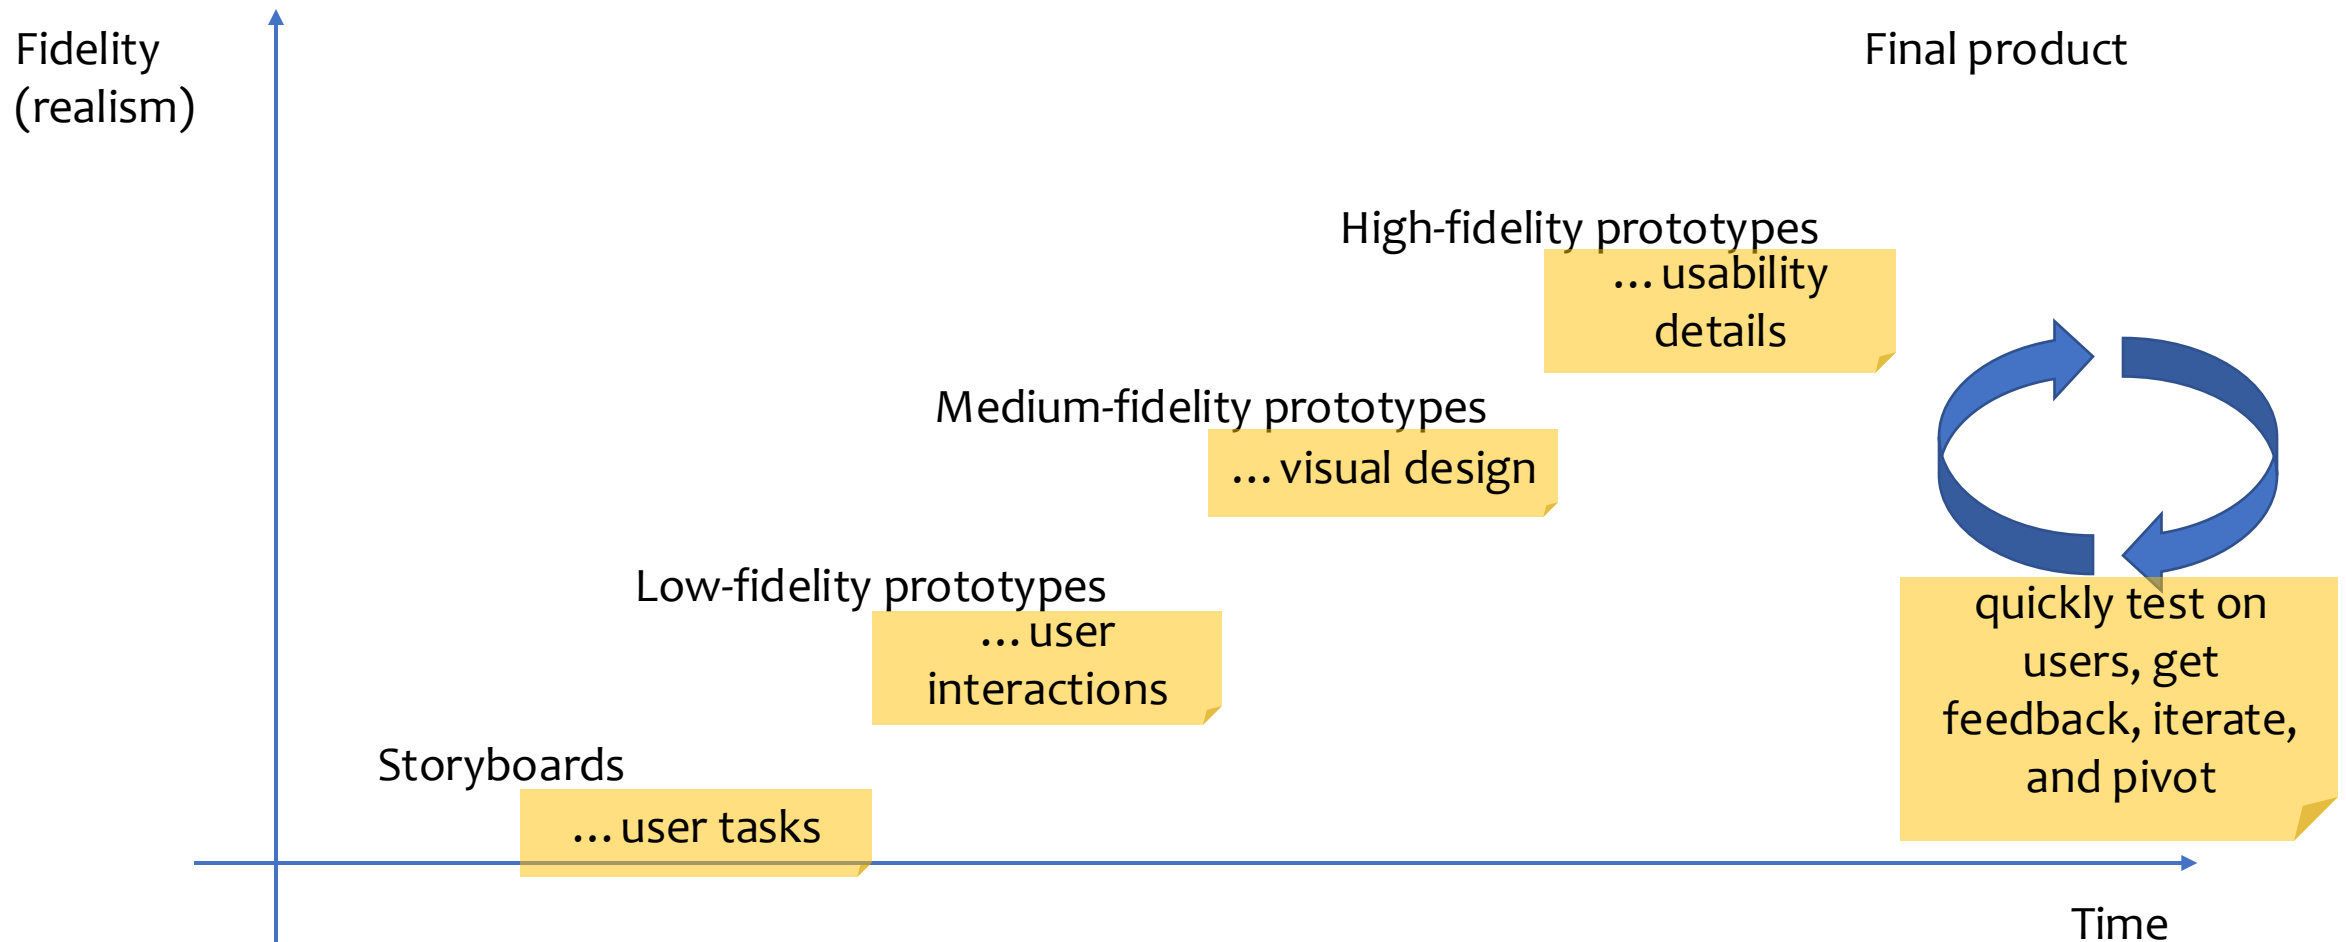 Fidelity
(realism)
Final product
High-fidelity prototypes
... usability
details
Medium-fidelity prototypes
... visual design
Low-fidelity prototypes
... user
interactions
Storyboards
... user tasks
quickly test on
users, get
feedback, iterate,
and pivot
Time